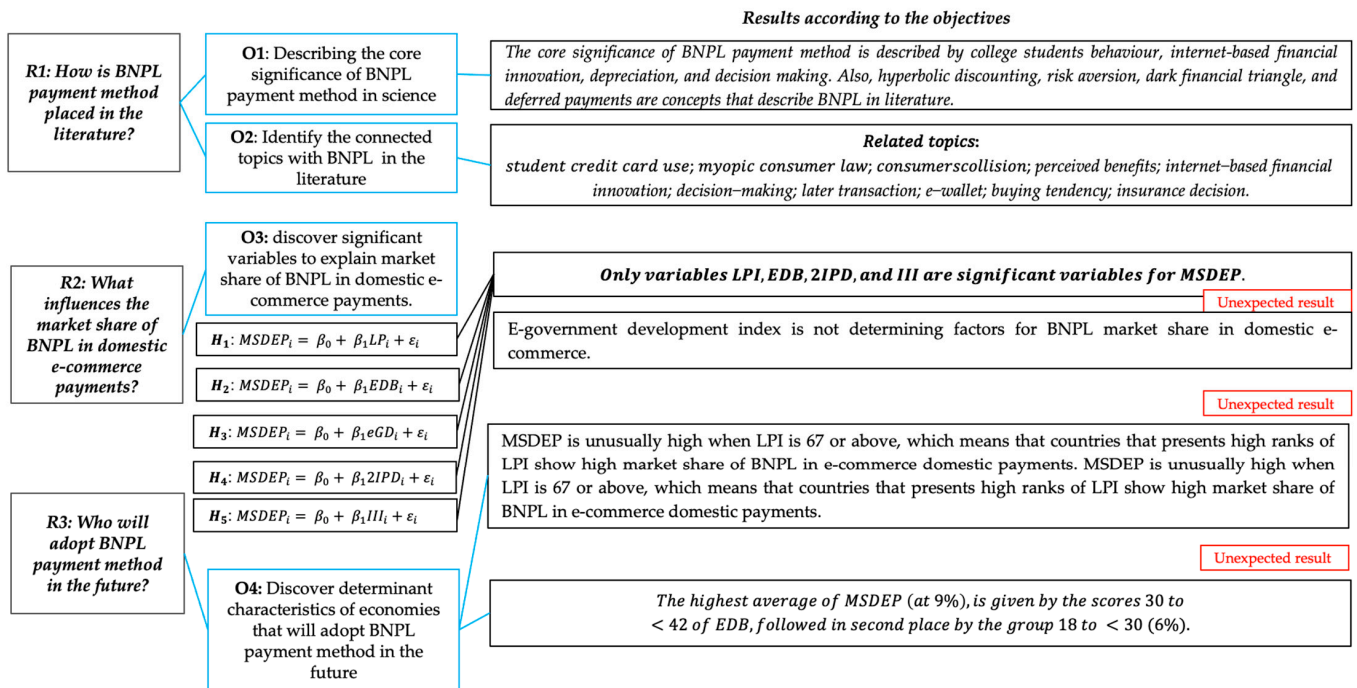 Results according to the objectives
R1: How is BNPL
payment method
placed in the
literature?
O1: Describing the core
significance of BNPL
payment method in science
The core significance of BNPL payment method is described by college students behaviour, internet-based financial
innovation, depreciation, and decision making. Also, hyperbolic discounting, risk aversion, dark financial triangle, and
deferred payments are concepts that describe BNPL in literature.
O2: Identify the connected
topics with BNPL in the
literature
Related topics:
student credit card use; myopic consumer law; consumerscollision; perceived benefits; internet–based financial
innovation; decision–making; later transaction; e–wallet; buying tendency; insurance decision.
R2: What
influences the
market share of
BNPL in domestic
e-commerce
payments?
O3: discover significant
variables to explain market
share of BNPL in domestic e-
commerce payments.
H₁: MSDEPᵢ = β₀ + β₁LPᵢ + εᵢ
H₂: MSDEPᵢ = β₀ + β₁EDBᵢ + εᵢ
H₃: MSDEPᵢ = β₀ + β₁eGDᵢ + εᵢ
H₄: MSDEPᵢ = β₀ + β₁2IPDᵢ + εᵢ
H₅: MSDEPᵢ = β₀ + β₁IIIᵢ + εᵢ
Only variables LPI, EDB, 2IPD, and III are significant variables for MSDEP.
Unexpected result
E-government development index is not determining factors for BNPL market share in domestic e-
commerce.
R3: Who will
adopt BNPL
payment method
in the future?
O4: Discover determinant
characteristics of economies
that will adopt BNPL
payment method in the
future
Unexpected result
MSDEP is unusually high when LPI is 67 or above, which means that countries that presents high ranks of
LPI show high market share of BNPL in e-commerce domestic payments. MSDEP is unusually high when
LPI is 67 or above, which means that countries that presents high ranks of LPI show high market share of
BNPL in e-commerce domestic payments.
Unexpected result
The highest average of MSDEP (at 9%), is given by the scores 30 to
< 42 of EDB, followed in second place by the group 18 to < 30 (6%).